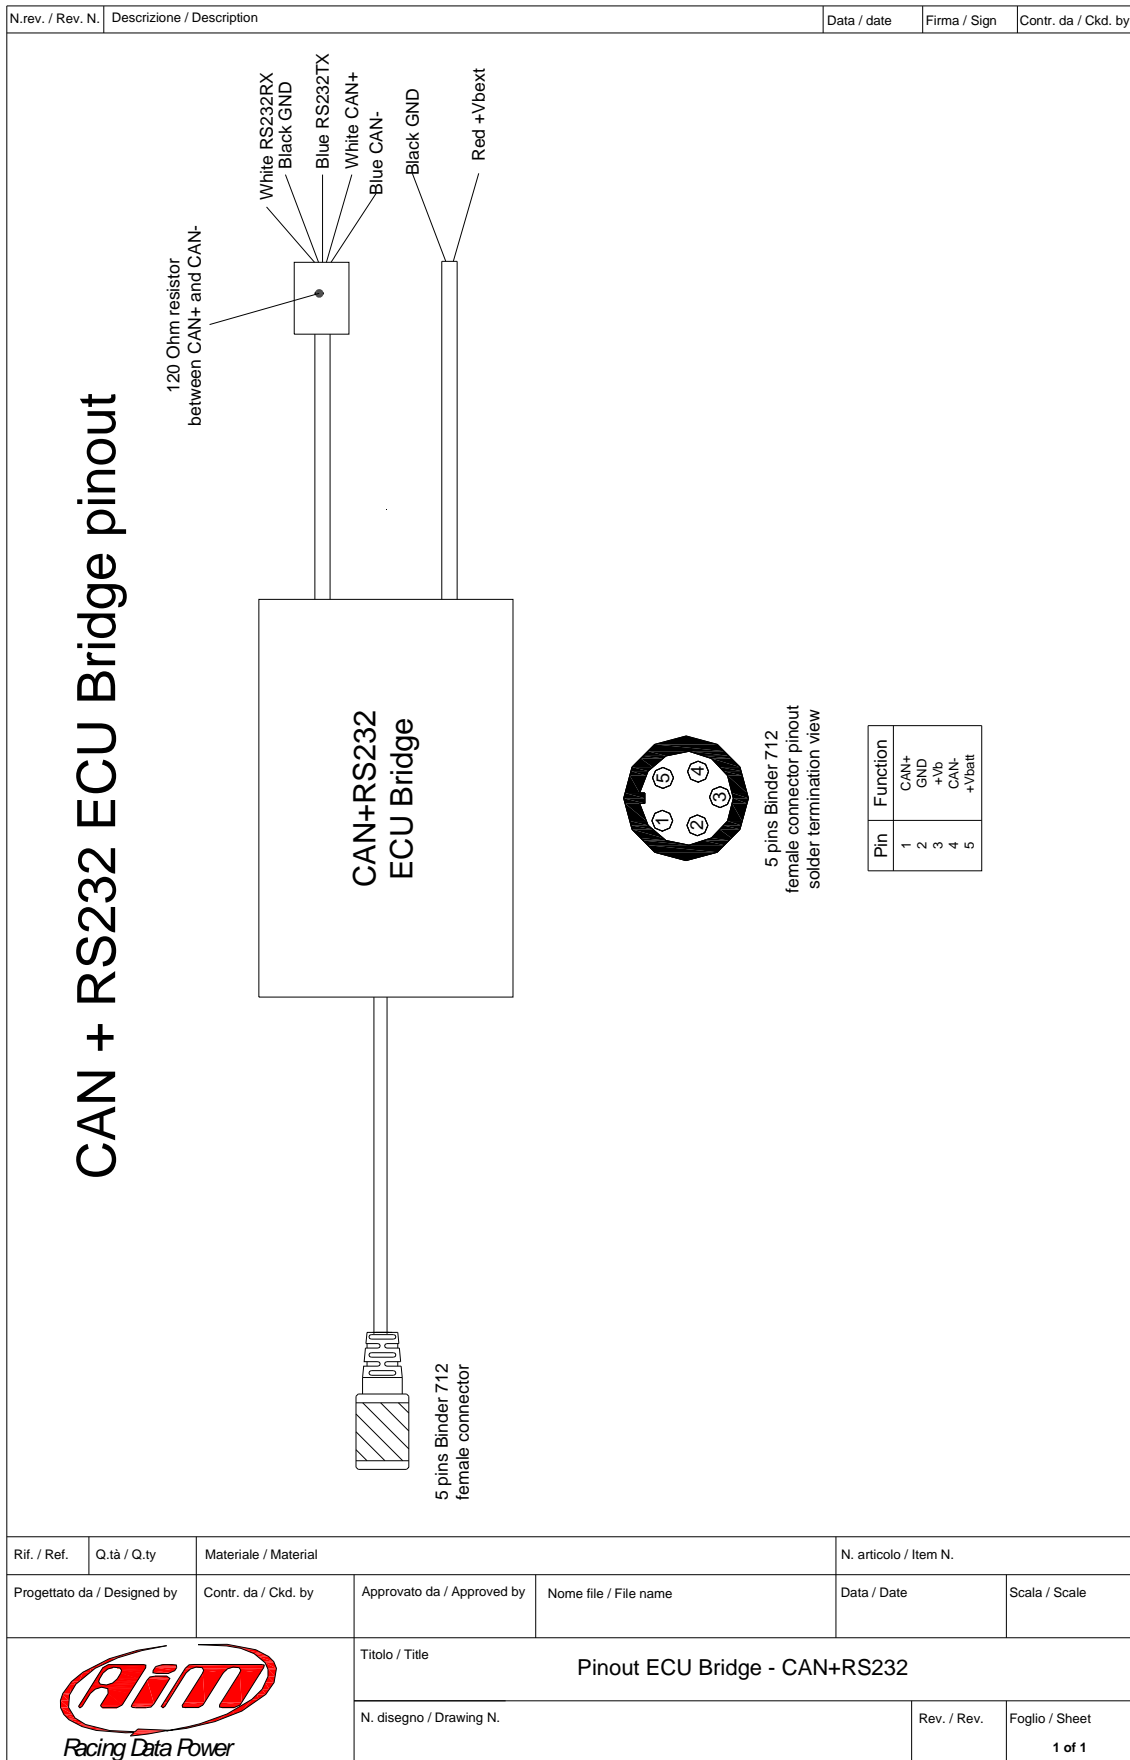 N.rev. / Rev. N.
Descrizione / Description
Data / date
Firma / Sign
Contr. da / Ckd. by
CAN + RS232 ECU Bridge pinout
120 Ohm resistor
between CAN+ and CAN-
White RS232RX
Black GND
Blue RS232TX
White CAN+
Blue CAN-
Black GND
Red +Vbext
CAN+RS232
ECU Bridge
5 pins Binder 712
female connector
1
2
3
4
5
5 pins Binder 712
female connector pinout
solder termination view
Pin Function
1 CAN+
2 GND
3 +Vb
4 CAN-
5 +Vbatt
Rif. / Ref.
Q.tà / Q.ty
Materiale / Material
N. articolo / Item N.
Progettato da / Designed by
Contr. da / Ckd. by
Approvato da / Approved by
Nome file / File name
Data / Date
Scala / Scale
AiM
Racing Data Power
Titolo / Title
Pinout ECU Bridge - CAN+RS232
N. disegno / Drawing N.
Rev. / Rev.
Foglio / Sheet
1 of 1